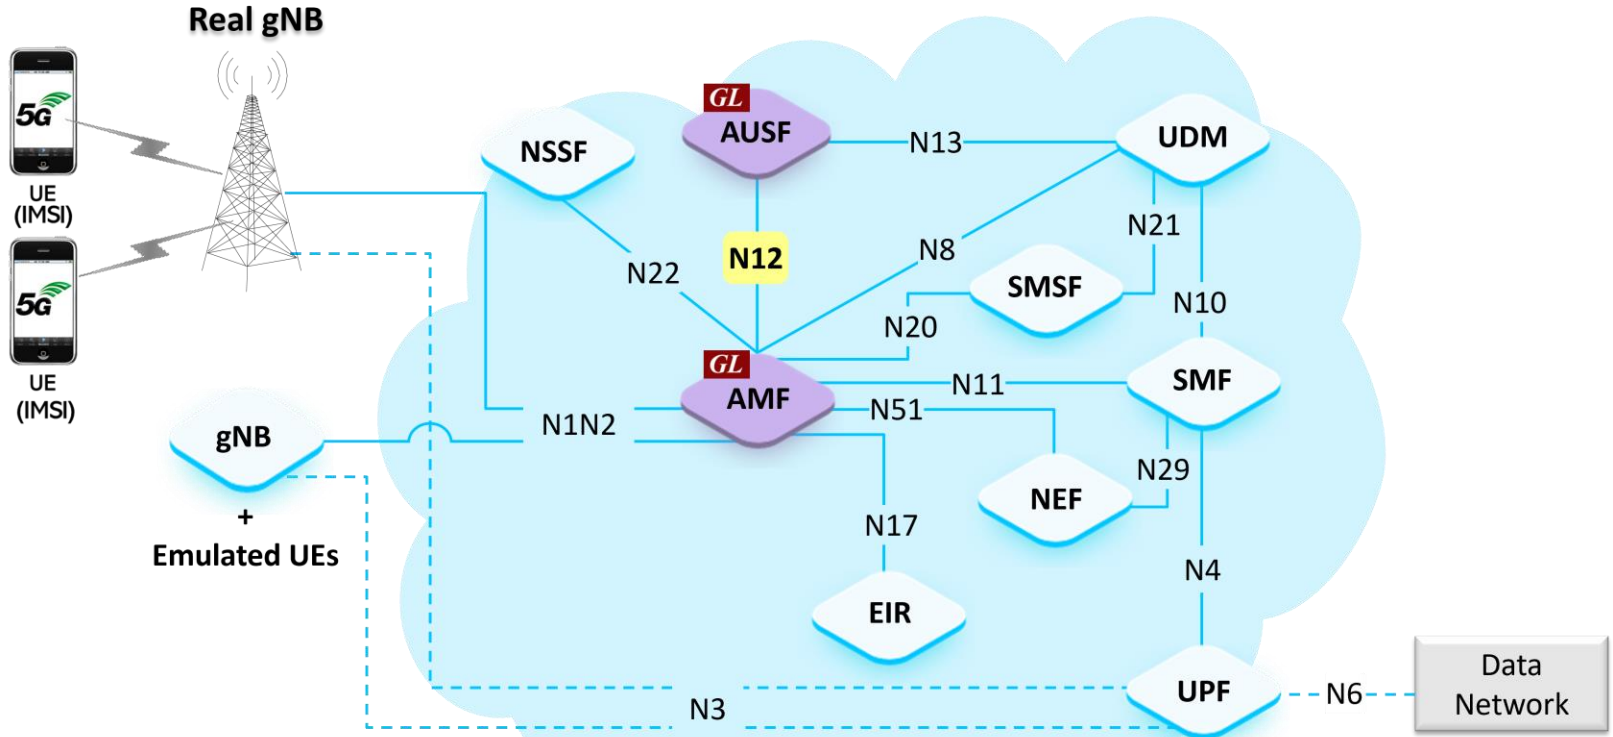 Real gNB
5G
UE
(IMSI)
5G
UE
(IMSI)
GL
AUSF
NSSF
UDM
N13
N12
N22
N8
N21
SMSF
N20
N10
GL
AMF
N11
SMF
N51
N1N2
gNB
+
Emulated UEs
NEF
N29
N17
N4
EIR
UPF
N3
N6
Data
Network